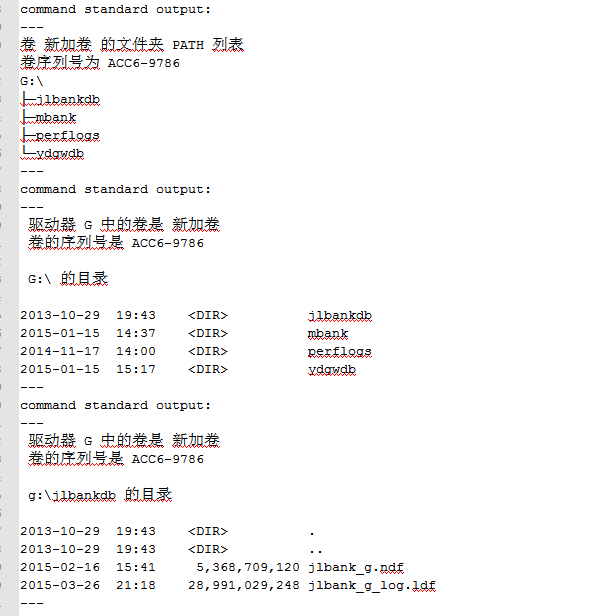 command standard output:
---
卷 新加卷 的文件夹 PATH 列表
卷序列号为 ACC6-9786
G:\
├─jlbankdb
├─mbank
├─perflogs
└─ydgwdb
---
command standard output:
---
驱动器 G 中的卷是 新加卷
卷的序列号是 ACC6-9786
G:\ 的目录
2013-10-29  19:43    <DIR>          jlbankdb
2015-01-15  14:37    <DIR>          mbank
2014-11-17  14:00    <DIR>          perflogs
2015-01-15  15:17    <DIR>          ydgwdb
---
command standard output:
---
驱动器 G 中的卷是 新加卷
卷的序列号是 ACC6-9786
g:\jlbankdb 的目录
2013-10-29  19:43    <DIR>          .
2013-10-29  19:43    <DIR>          ..
2015-02-16  15:41     5,368,709,120 jlbank_g.ndf
2015-03-26  21:18    28,991,029,248 jlbank_g_log.ldf
---